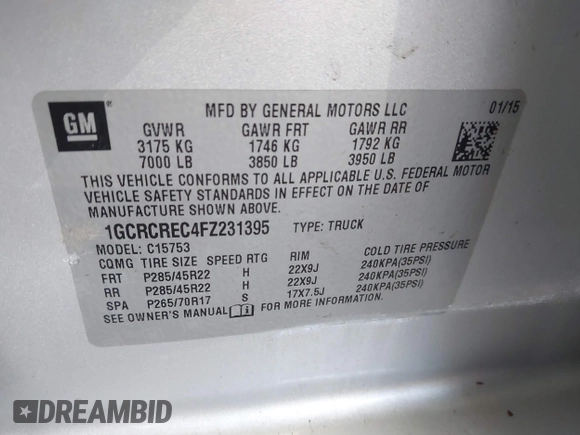 GM
MFD BY GENERAL MOTORS LLC 01/15
GVWR GAWR FRT GAWR RR
3175 KG 1746 KG 1792 KG
7000 LB 3850 LB 3950 LB
THIS VEHICLE CONFORMS TO ALL APPLICABLE U.S. FEDERAL MOTOR
VEHICLE SAFETY STANDARDS IN EFFECT ON THE DATE OF
MANUFACTURE SHOWN ABOVE.
1GCRCREC4FZ231395 TYPE: TRUCK
MODEL: C15753
CQMG TIRE SIZE SPEED RTG RIM COLD TIRE PRESSURE
FRT P285/45R22 H 22X9J 240KPA(35PSI)
RR P285/45R22 H 22X9J 240KPA(35PSI)
SPA P265/70R17 S 17X7.5J 240KPA(35PSI)
SEE OWNER'S MANUAL FOR MORE INFORMATION.
DREAMBID